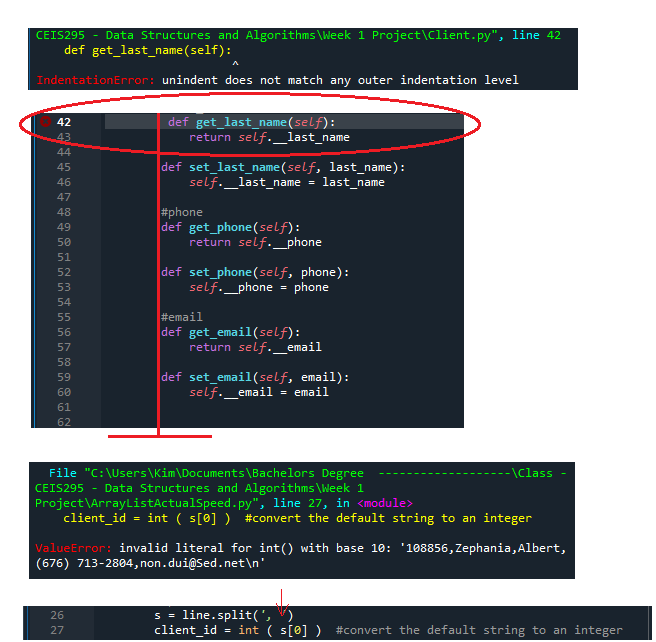 CEIS295 - Data Structures and Algorithms\Week 1 Project\Client.py", line 42
def get_last_name(self):
^
IndentationError: unindent does not match any outer indentation level
42 def get_last_name(self):
43 return self.__last_name
44
45 def set_last_name(self, last_name):
46 self.__last_name = last_name
47
48 #phone
49 def get_phone(self):
50 return self.__phone
51
52 def set_phone(self, phone):
53 self.__phone = phone
54
55 #email
56 def get_email(self):
57 return self.__email
58
59 def set_email(self, email):
60 self.__email = email
61
62
File "C:\Users\Kim\Documents\Bachelors Degree --------------------\Class -
CEIS295 - Data Structures and Algorithms\Week 1
Project\ArrayListActualSpeed.py", line 27, in <module>
client_id = int ( s[0] ) #convert the default string to an integer
ValueError: invalid literal for int() with base 10: '108856,Zephania,Albert,
(676) 713-2804,non.dui@Sed.net\n'
26 s = line.split(', ')
27 client_id = int ( s[0] ) #convert the default string to an integer